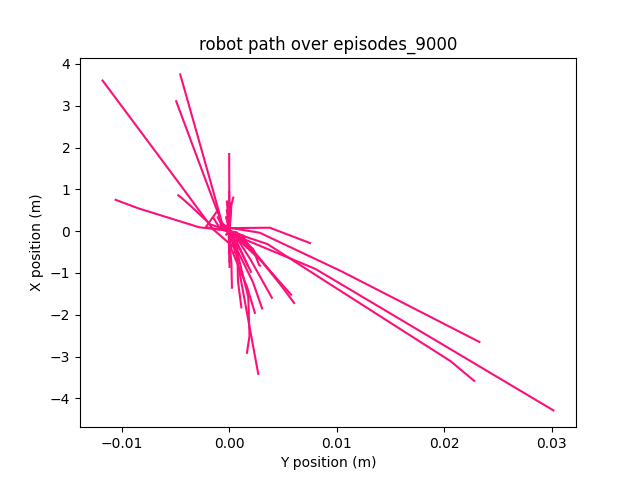 robot path over episodes_9000
4
3
2
1
0
−1
−2
−3
−4
X position (m)
−0.01 0.00 0.01 0.02 0.03
Y position (m)